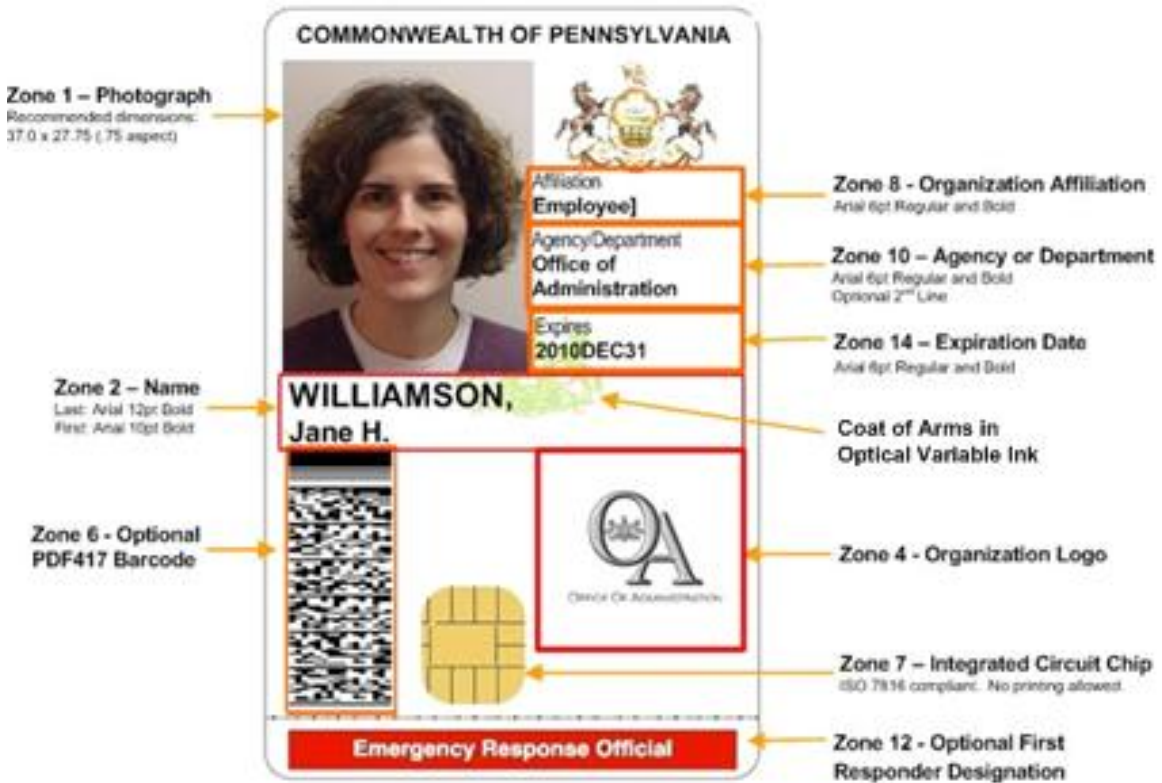 COMMONWEALTH OF PENNSYLVANIA
Zone 1 – Photograph
Recommended dimensions:
37.0 x 27.75 (.75 aspect)
Affiliation
Employee]
Zone 8 - Organization Affiliation
Arial 6pt Regular and Bold
Agency/Department
Office of
Administration
Zone 10 – Agency or Department
Arial 6pt Regular and Bold
Optional 2nd Line
Expires
2010DEC31
Zone 14 – Expiration Date
Arial 6pt Regular and Bold
Zone 2 – Name
Last: Arial 12pt Bold
First: Arial 10pt Bold
WILLIAMSON,
Jane H.
Coat of Arms in
Optical Variable Ink
Zone 6 - Optional
PDF417 Barcode
OA
OFFICE OF ADMINISTRATION
Zone 4 - Organization Logo
Zone 7 – Integrated Circuit Chip
ISO 7816 compliant. No printing allowed
Emergency Response Official
Zone 12 - Optional First
Responder Designation